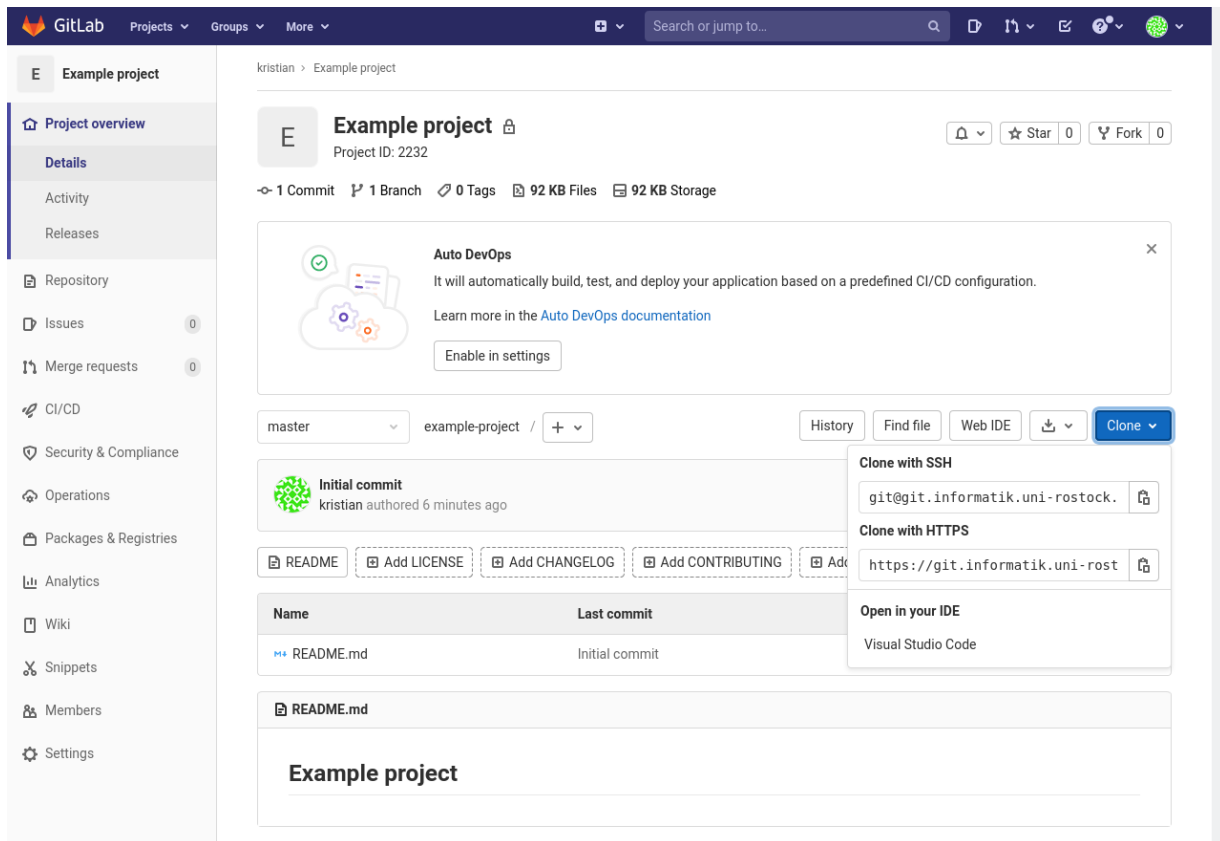 GitLab Projects Groups More Search or jump to...
E Example project
Project overview
Details
Activity
Releases
Repository
Issues 0
Merge requests 0
CI/CD
Security & Compliance
Operations
Packages & Registries
Analytics
Wiki
Snippets
Members
Settings
kristian › Example project
E
Example project
Project ID: 2232
Star 0 Fork 0
1 Commit 1 Branch 0 Tags 92 KB Files 92 KB Storage
Auto DevOps
It will automatically build, test, and deploy your application based on a predefined CI/CD configuration.
Learn more in the Auto DevOps documentation
Enable in settings
master example-project / + History Find file Web IDE Clone
Clone with SSH
git@git.informatik.uni-rostock.
Clone with HTTPS
https://git.informatik.uni-rost
Open in your IDE
Visual Studio Code
Initial commit
kristian authored 6 minutes ago
README Add LICENSE Add CHANGELOG Add CONTRIBUTING Add
Name Last commit
M↓ README.md Initial commit
README.md
Example project